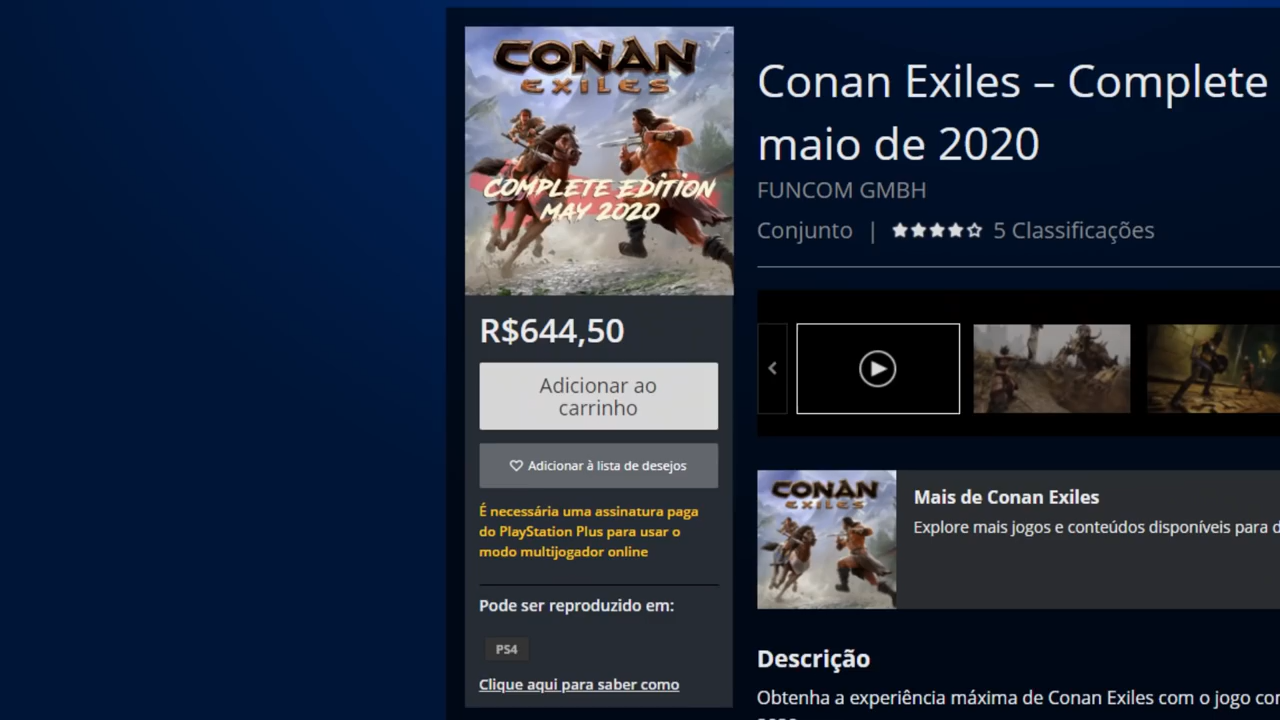 CONAN
EXILES
COMPLETE EDITION
MAY 2020
R$644,50
Adicionar ao
carrinho
Adicionar à lista de desejos
É necessária uma assinatura paga
do PlayStation Plus para usar o
modo multijogador online
Pode ser reproduzido em:
PS4
Clique aqui para saber como
Conan Exiles – Complete
maio de 2020
FUNCOM GMBH
Conjunto | 5 Classificações
CONAN
EXILES
Mais de Conan Exiles
Explore mais jogos e conteúdos disponíveis para
Descrição
Obtenha a experiência máxima de Conan Exiles com o jogo